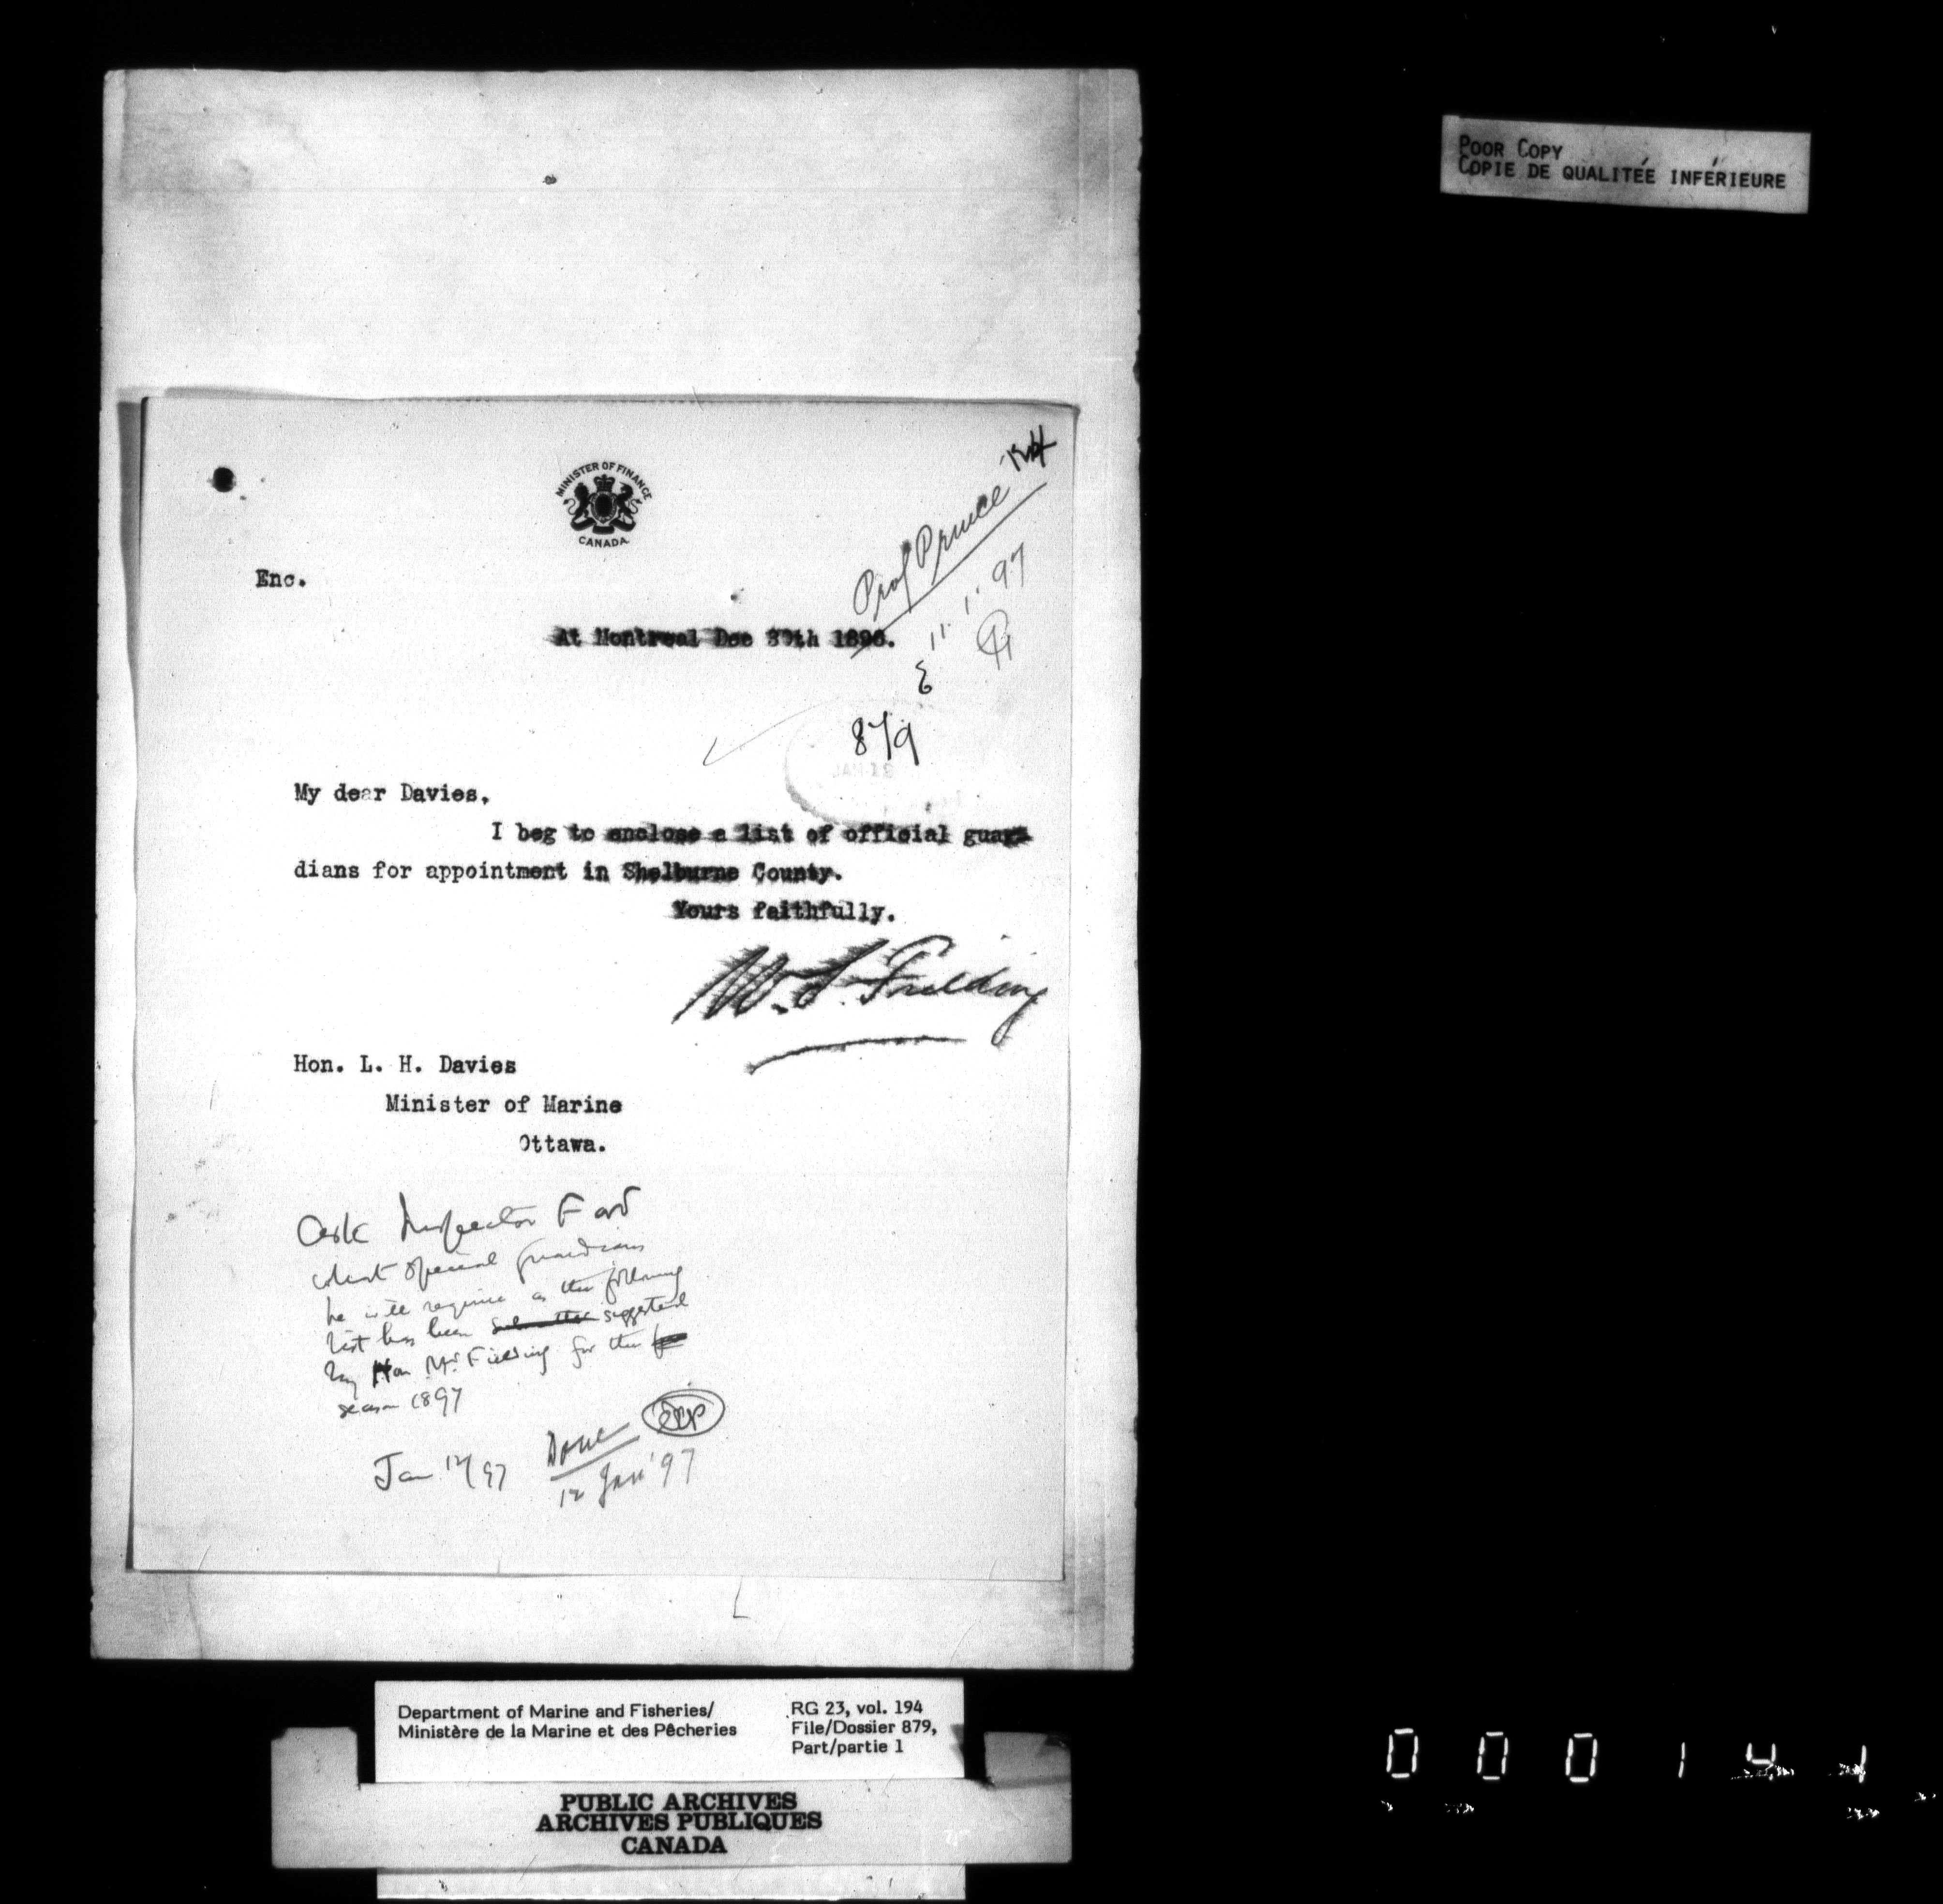 POOR COPY
COPIE DE QUALITÉE INFÉRIEURE
MINISTER OF FINANCE
CANADA
Prof Prince
11.1.97
Enc.
At Montreal Dec 30th 1896.
879
JAN 12
My dear Davies,
I beg to enclose a list of official guar-
dians for appointment in Shelburne County.
Yours faithfully.
W. S. Fielding
Hon. L. H. Davies
Minister of Marine
Ottawa.
Ask Inspector Ford
what special guardians
he will require as the following
list has been suggested
by Hon Mr. Fielding for the
season 1897
Jan 12/97
Done
EEP
12 Jan '97
Department of Marine and Fisheries/
Ministère de la Marine et des Pêcheries
RG 23, vol. 194
File/Dossier 879,
Part/partie 1
PUBLIC ARCHIVES
ARCHIVES PUBLIQUES
CANADA
000141